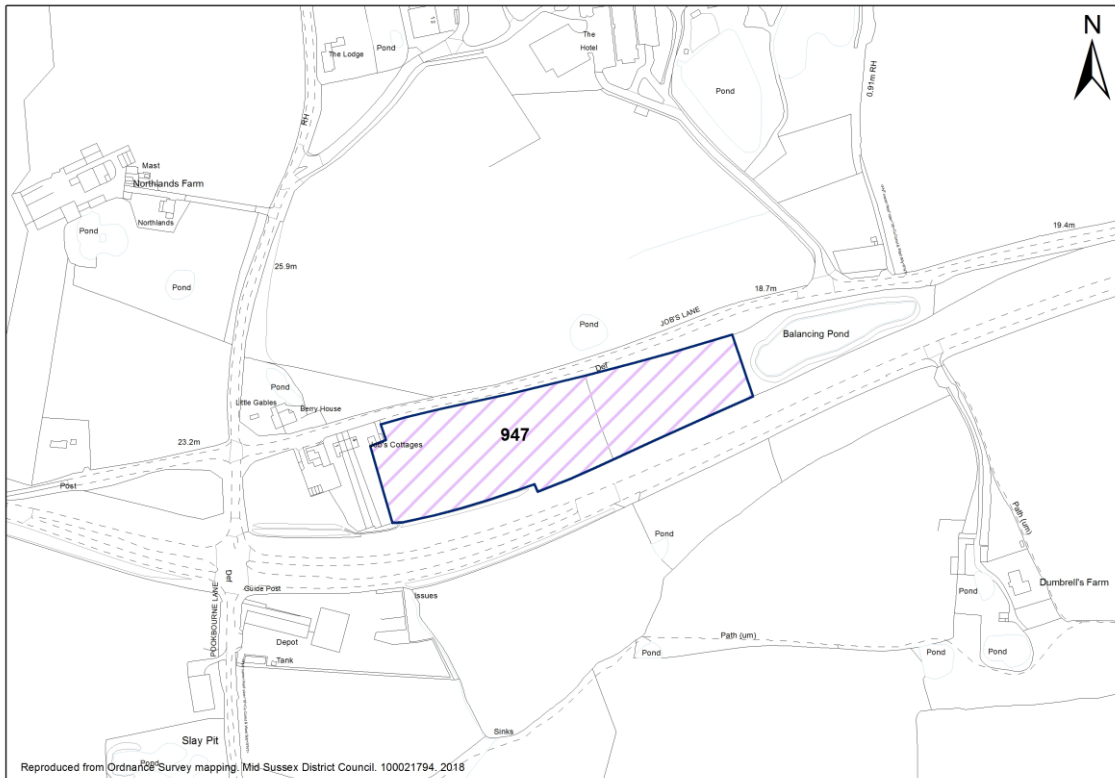 N
The Lodge
Pond
The
Hotel
Pond
0.91m RH
RH
Mast
Northlands Farm
Northlands
Pond
Pond
25.9m
19.4m
18.7m
JOB'S LANE
Pond
Def
Balancing Pond
Pond
Little Gables
Berry House
947
Job's Cottages
23.2m
Post
Def
Guide Post
POOKBOURNE LANE
Issues
Depot
Tank
Pond
Path (um)
Pond
Dumbrell's Farm
Path (um)
Pond
Pond
Pond
Sinks
Slay Pit
Pond
Reproduced from Ordnance Survey mapping. Mid Sussex District Council. 100021794. 2018